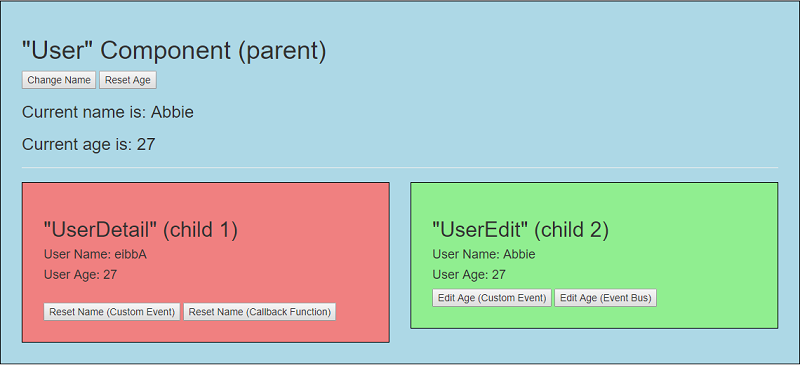 "User" Component (parent)
Change Name Reset Age
Current name is: Abbie
Current age is: 27
"UserDetail" (child 1)
User Name: eibbA
User Age: 27
Reset Name (Custom Event) Reset Name (Callback Function)
"UserEdit" (child 2)
User Name: Abbie
User Age: 27
Edit Age (Custom Event) Edit Age (Event Bus)